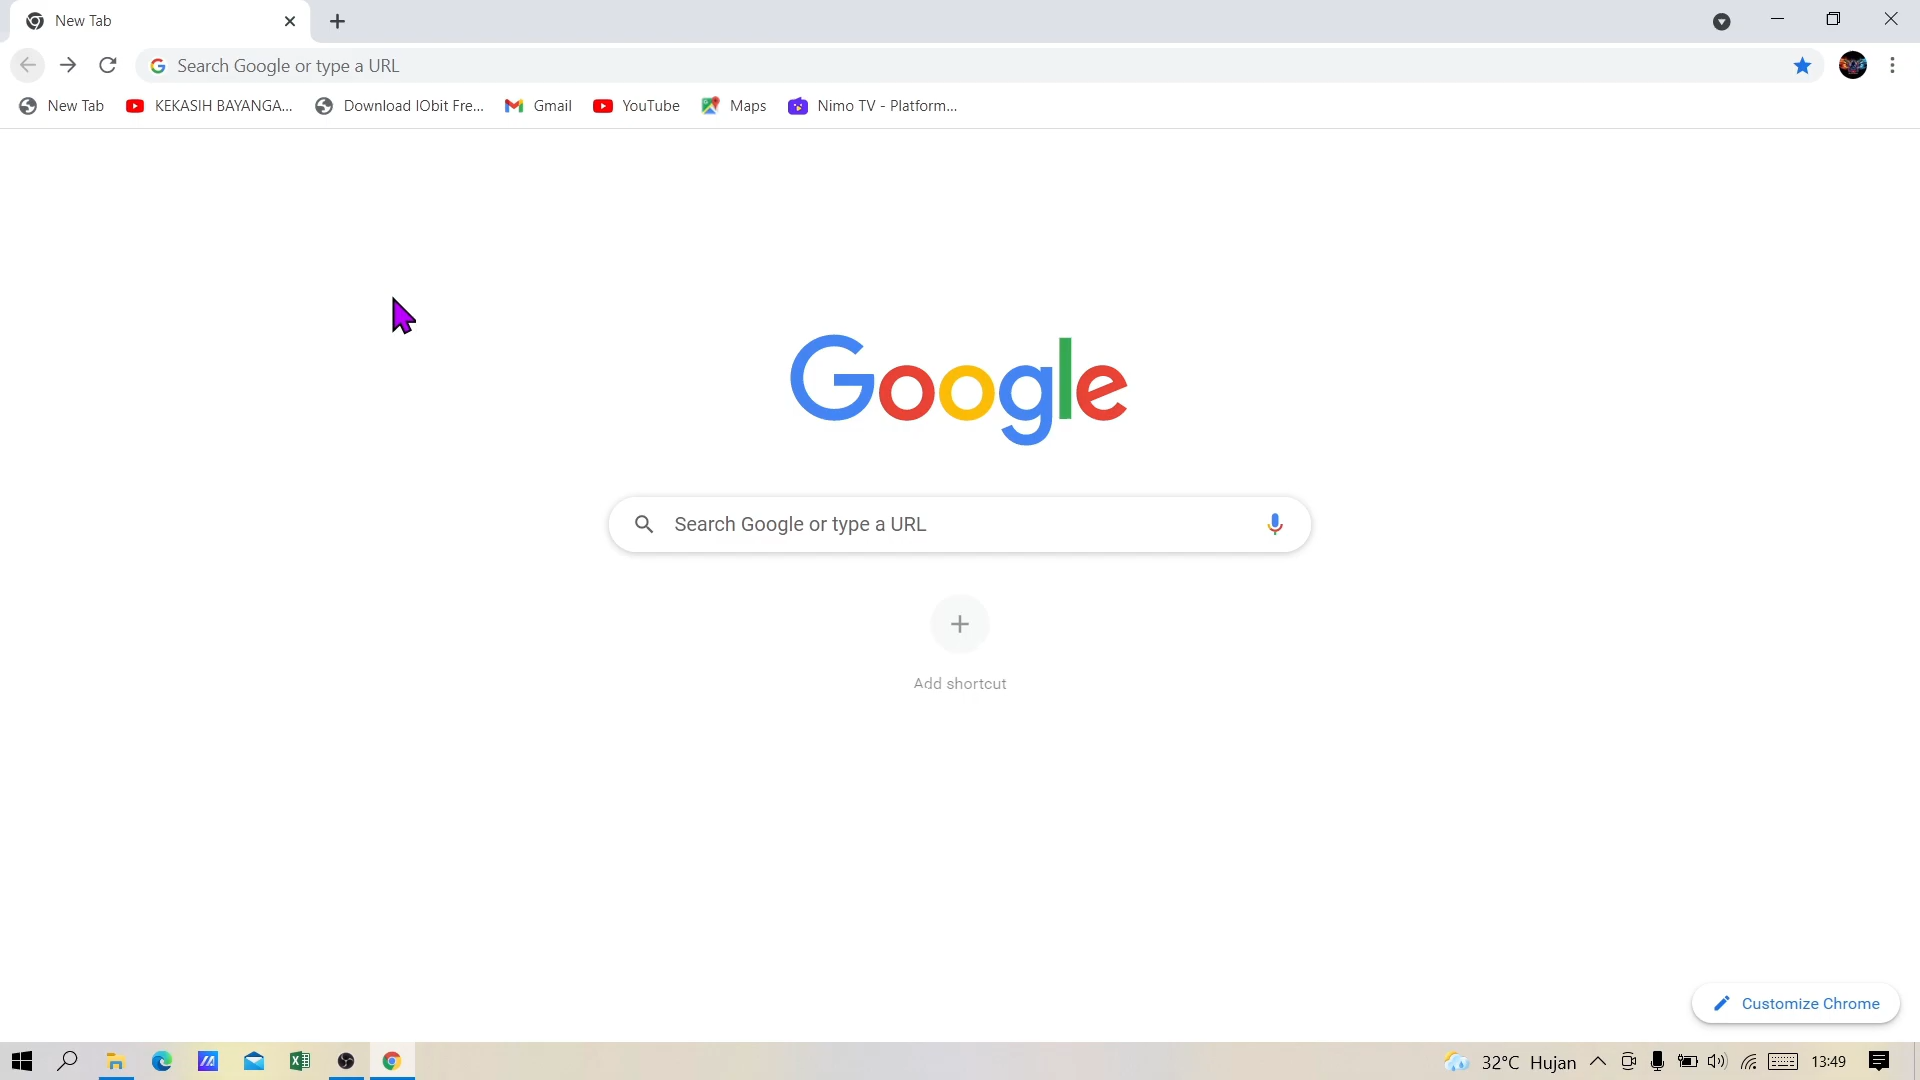 New Tab
Search Google or type a URL
New Tab KEKASIH BAYANGA... Download IObit Fre... Gmail YouTube Maps Nimo TV - Platform...
Google
Search Google or type a URL
Add shortcut
Customize Chrome
32°C Hujan 13:49